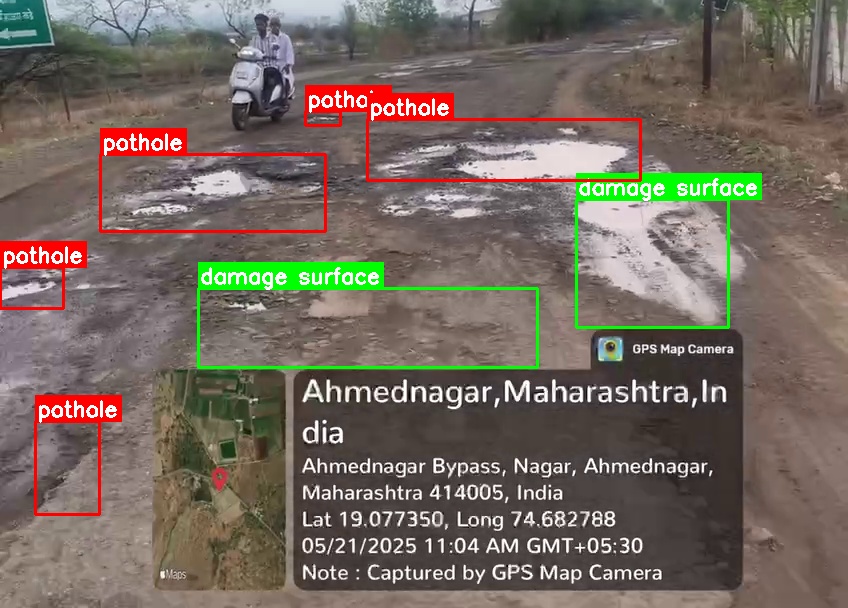 pothole
pothole
pothole
damage surface
pothole
damage surface
GPS Map Camera
Ahmednagar,Maharashtra,In
dia
pothole
Ahmednagar Bypass, Nagar, Ahmednagar,
Maharashtra 414005, India
Lat 19.077350, Long 74.682788
05/21/2025 11:04 AM GMT+05:30
Note : Captured by GPS Map Camera
Maps